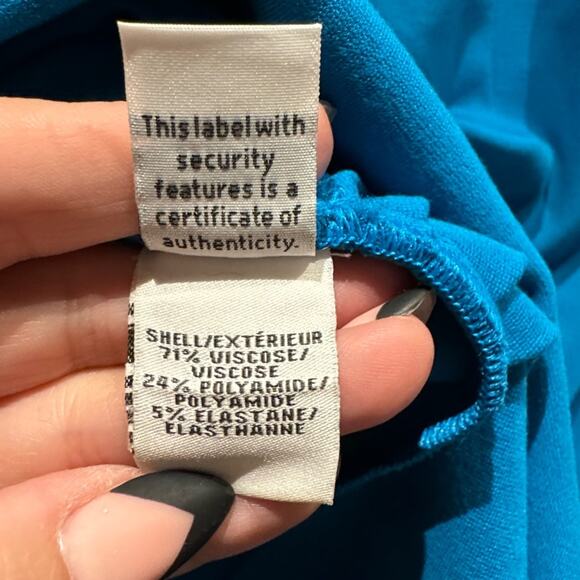 This label with
security
features is a
certificate of
authenticity.
SHELL/EXTÉRIEUR
71% VISCOSE/
VISCOSE
24% POLYAMIDE/
POLYAMIDE
5% ELASTANE/
ELASTHANNE